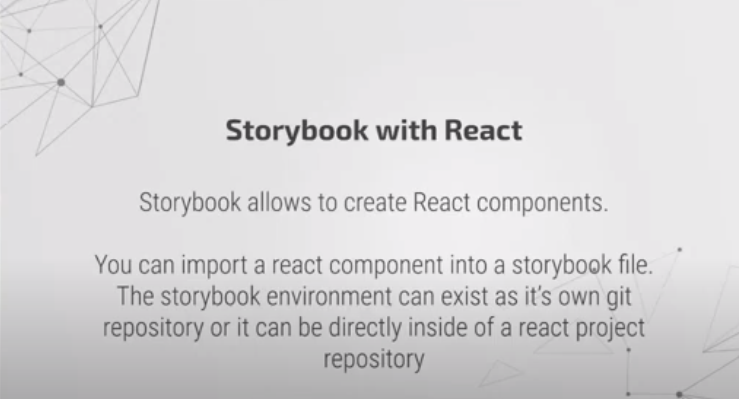 Storybook with React
Storybook allows to create React components.
You can import a react component into a storybook file.
The storybook environment can exist as it's own git
repository or it can be directly inside of a react project
repository